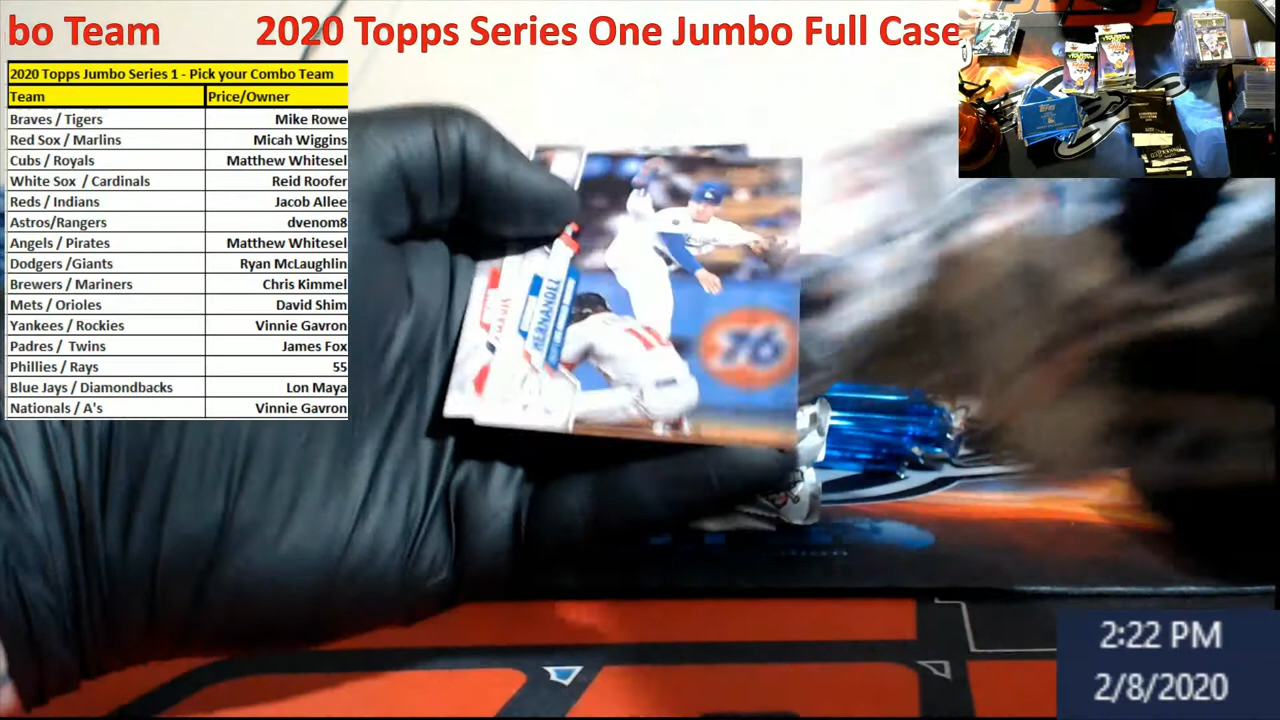 bo Team 2020 Topps Series One Jumbo Full Case
2020 Topps Jumbo Series 1 - Pick your Combo Team
Team Price/Owner
Braves / Tigers Mike Rowe
Red Sox / Marlins Micah Wiggins
Cubs / Royals Matthew Whitesel
White Sox / Cardinals Reid Roofer
Reds / Indians Jacob Allee
Astros/Rangers dvenom8
Angels / Pirates Matthew Whitesel
Dodgers /Giants Ryan McLaughlin
Brewers / Mariners Chris Kimmel
Mets / Orioles David Shim
Yankees / Rockies Vinnie Gavron
Padres / Twins James Fox
Phillies / Rays 55
Blue Jays / Diamondbacks Lon Maya
Nationals / A's Vinnie Gavron
HERNANDEZ
76
2:22 PM
2/8/2020